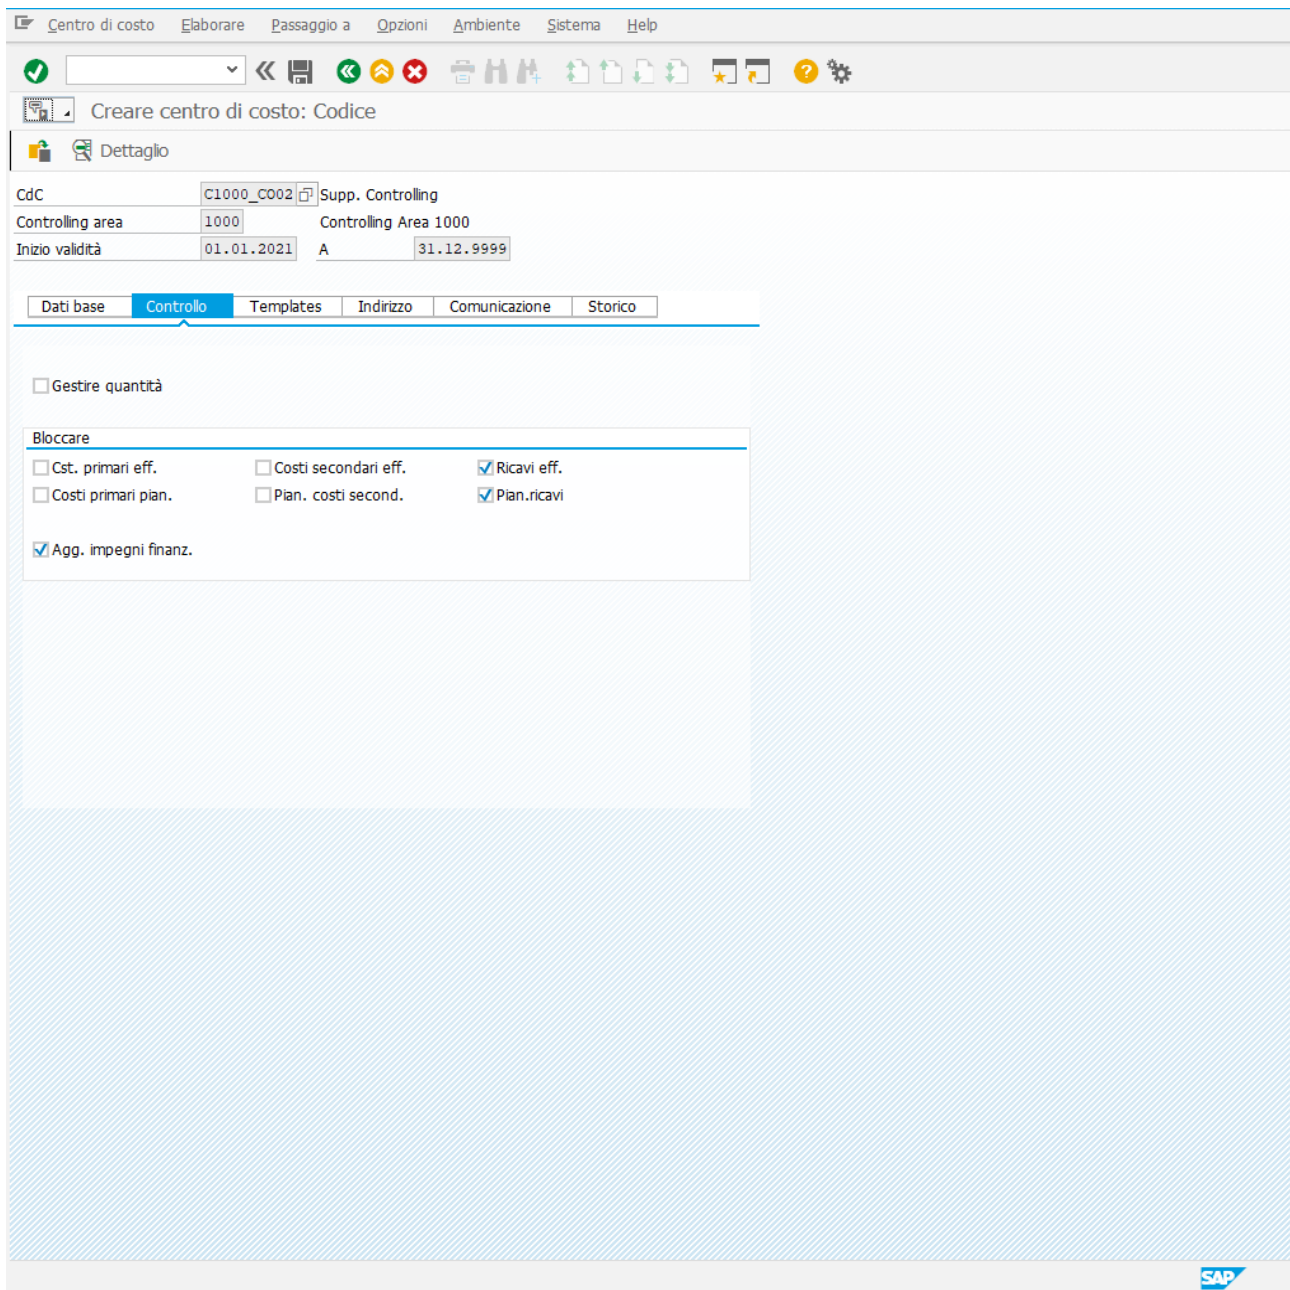 Centro di costo Elaborare Passaggio a Opzioni Ambiente Sistema Help
Creare centro di costo: Codice
Dettaglio
CdC C1000_CO02 Supp. Controlling
Controlling area 1000 Controlling Area 1000
Inizio validità 01.01.2021 A 31.12.9999
Dati base Controllo Templates Indirizzo Comunicazione Storico
Gestire quantità
Bloccare
Cst. primari eff. Costi secondari eff. Ricavi eff.
Costi primari pian. Pian. costi second. Pian.ricavi
Agg. impegni finanz.
SAP